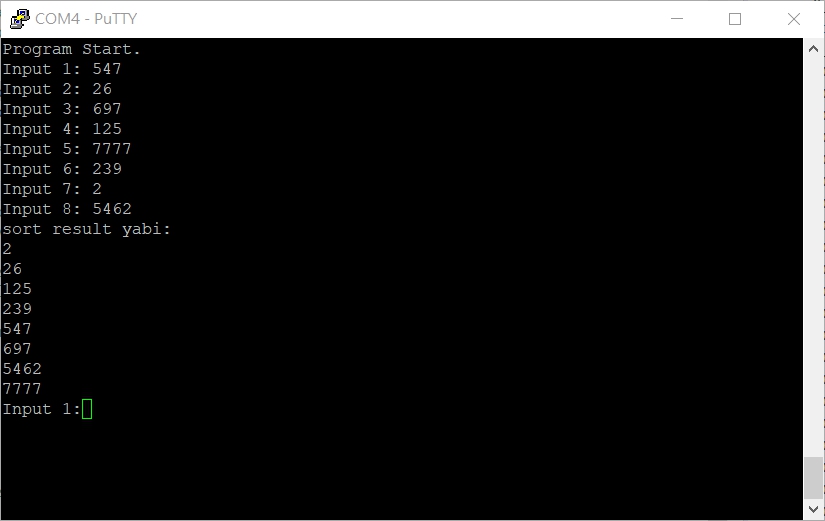 COM4 - PuTTY
Program Start.
Input 1: 547
Input 2: 26
Input 3: 697
Input 4: 125
Input 5: 7777
Input 6: 239
Input 7: 2
Input 8: 5462
sort result yabi:
2
26
125
239
547
697
5462
7777
Input 1: